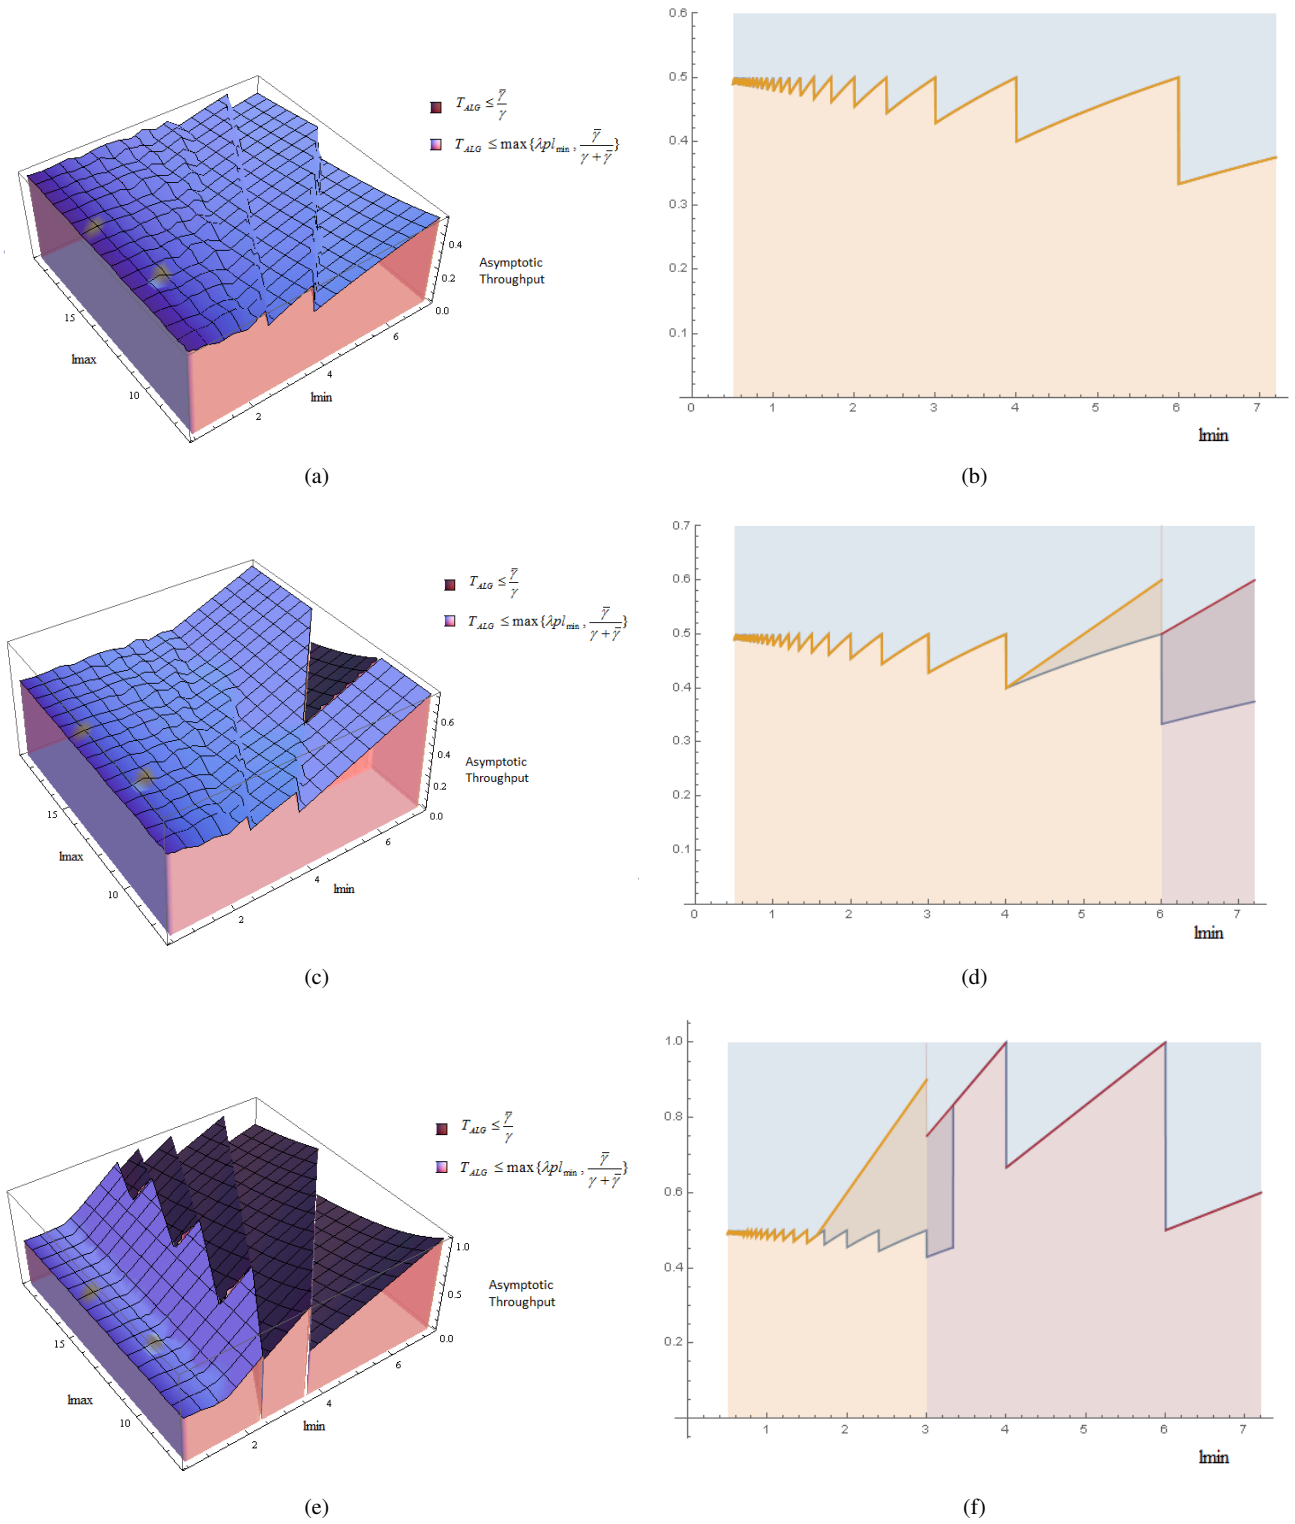 T_ALG ≤ γ̄/γ
T_ALG ≤ max{λpl_min, γ̄/(γ+γ̄)}
0.4
0.2
0.0
Asymptotic
Throughput
15
10
lmax
2
4
6
lmin
(a)
0.6
0.5
0.4
0.3
0.2
0.1
0 1 2 3 4 5 6 7
lmin
(b)
T_ALG ≤ γ̄/γ
T_ALG ≤ max{λpl_min, γ̄/(γ+γ̄)}
0.6
0.4
0.2
0.0
Asymptotic
Throughput
15
10
lmax
2
4
6
lmin
(c)
0.7
0.6
0.5
0.4
0.3
0.2
0.1
0 1 2 3 4 5 6 7
lmin
(d)
T_ALG ≤ γ̄/γ
T_ALG ≤ max{λpl_min, γ̄/(γ+γ̄)}
1.0
0.5
0.0
Asymptotic
Throughput
15
10
lmax
2
4
6
lmin
(e)
1.0
0.8
0.6
0.4
0.2
1 2 3 4 5 6 7
lmin
(f)